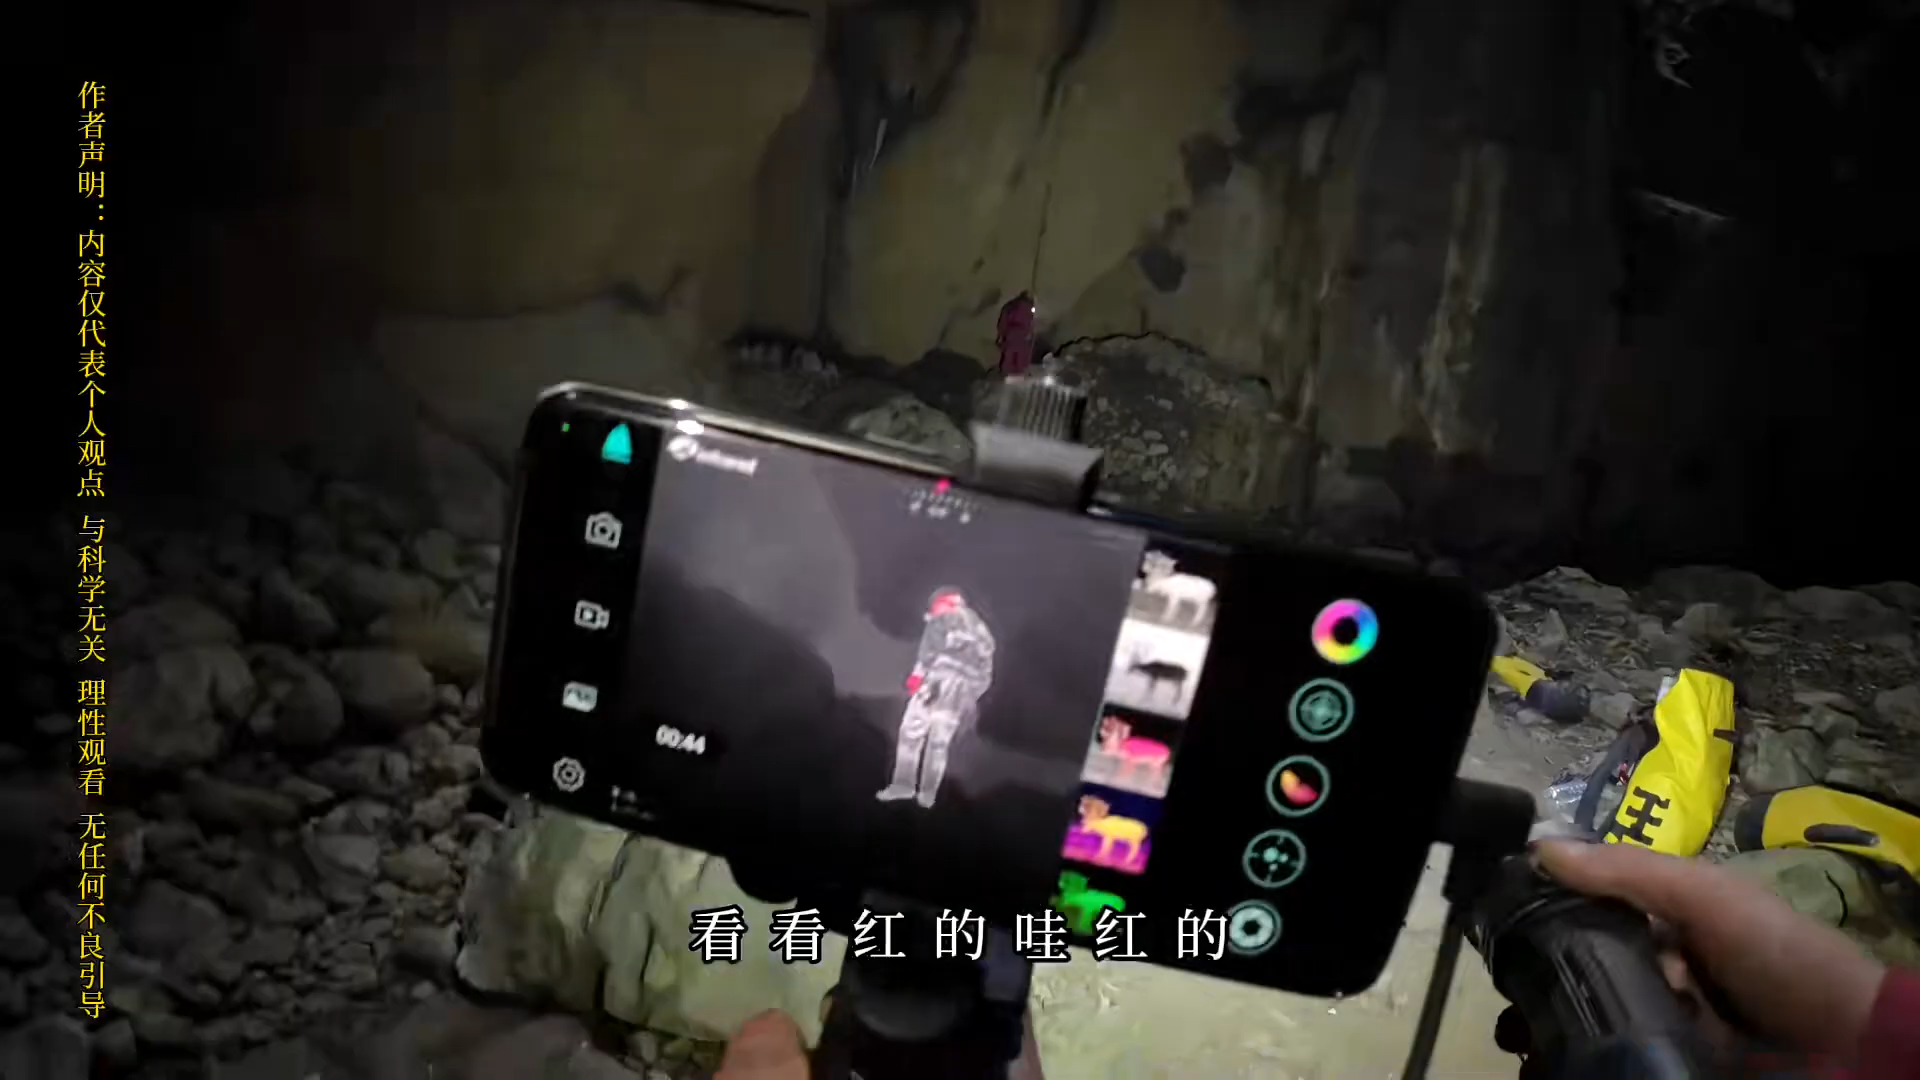 作者声明：内容仅代表个人观点 与科学无关 理性观看 无任何不良引导
infrared
00:44
王
看看红的哇红的